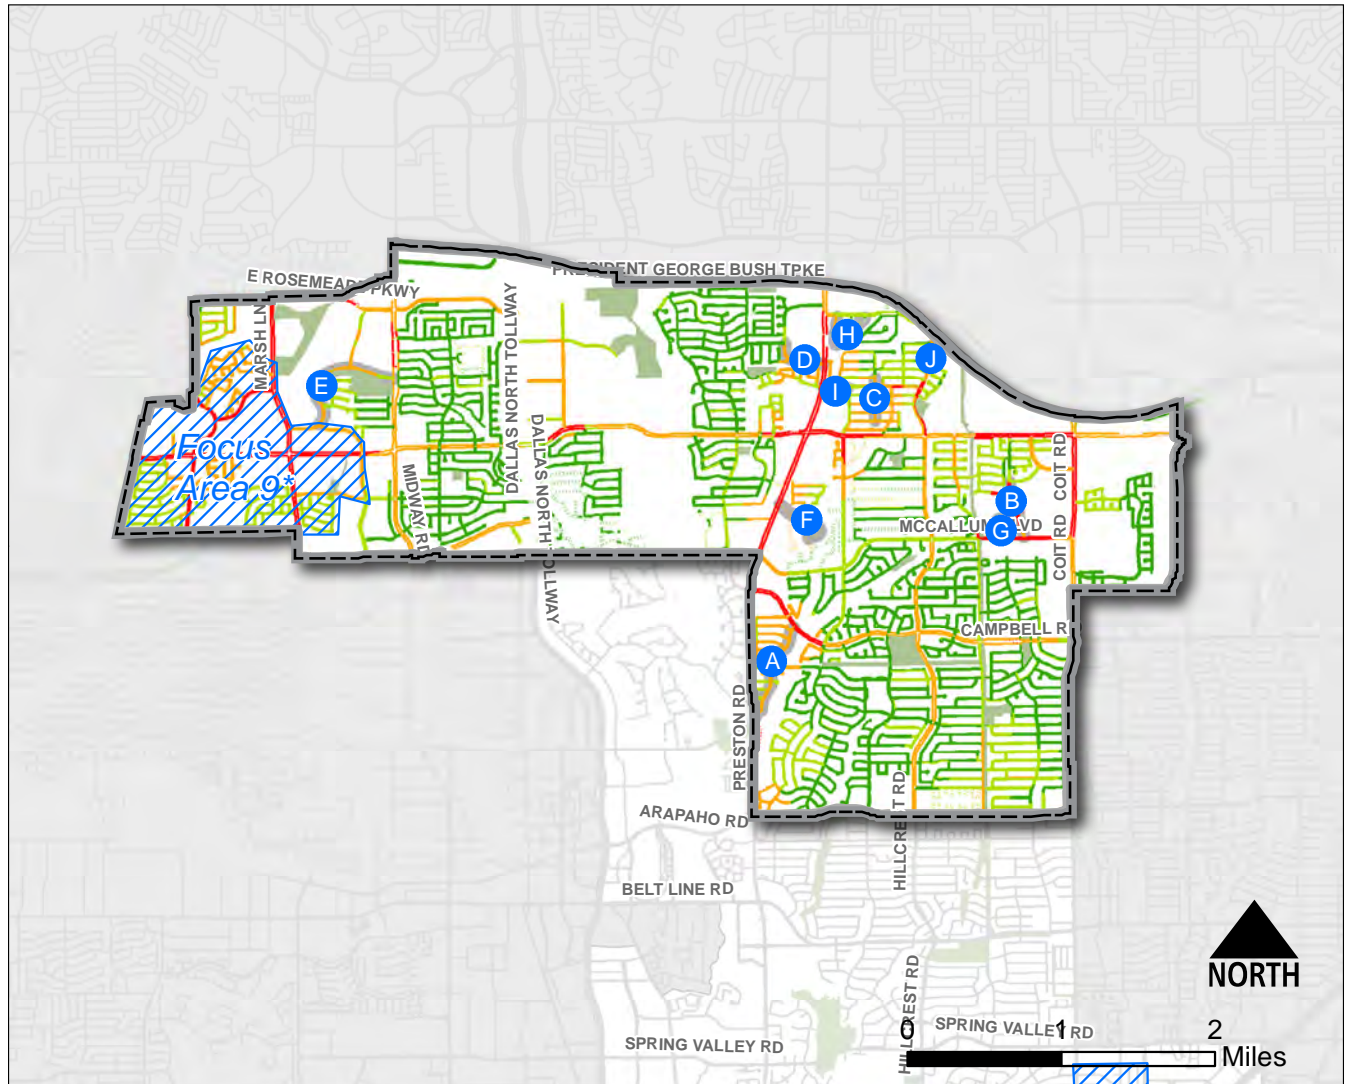 PRESIDENT GEORGE BUSH TPKE
E ROSEMEADE PKWY
MARSH LN
DALLAS NORTH TOLLWAY
H
D
J
E
I
C
DALLAS NORTH TOLLWAY
Focus
Area 9*
MIDWAY RD
COIT RD
B
F
MCCALLUM BLVD
G
COIT RD
CAMPBELL R
A
PRESTON RD
ARAPAHO RD
HILLCREST RD
BELT LINE RD
NORTH
HILLCREST RD
SPRING VALLEY RD
SPRING VALLEY RD
0 1 2
Miles